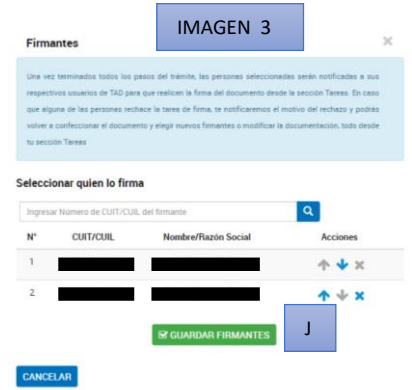 IMAGEN 3
Firmantes
Una vez terminados todos los pasos del trámite, las personas seleccionadas serán notificadas a sus
respectivos usuarios de TAD para que realicen la firma del documento desde la sección Tareas. En caso
que alguna de las personas rechace la tarea de firma, te notificaremos el motivo del rechazo y podrás
volver a confeccionar el documento y elegir nuevos firmantes o modificar la documentación, todo desde
tu sección Tareas
Seleccionar quien lo firma
Ingresar Número de CUIT/CUIL del firmante
N° CUIT/CUIL Nombre/Razón Social Acciones
1
2
GUARDAR FIRMANTES
J
CANCELAR